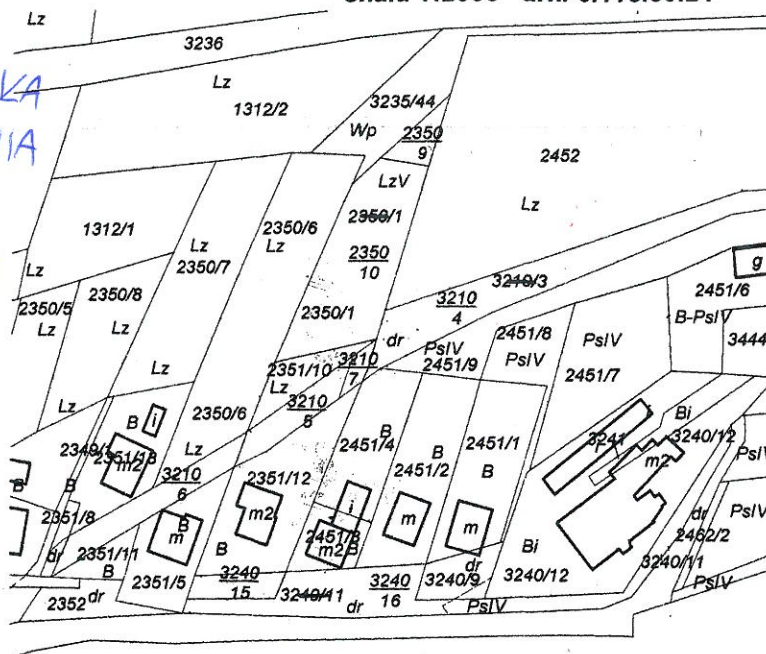 Lz
3236
KA
Lz
1312/2
3235/44
Wp
2350
9
2452
LzV
IA
2350/1
Lz
1312/1
2350/6
Lz
Lz
2350/7
2350
10
Lz
3210/3
g
2350/8
2451/6
2350/5
Lz
Lz
2350/1
3210
4
B-PsIV
2451/8
PsIV
3444
dr
PsIV
PsIV
2451/9
Lz
2351/10
3210
7
2451/7
Lz
Lz
2350/6
3210
5
Bi
B
i
2451/4
B
2451/1
3241
3240/12
Lz
B
B
m2
2351/13
m2
2451/2
PsIV
B
B
3210
6
2351/12
2351/8
B
m2
i
m
m
dr
PsIV
m
2451/3
2462/2
dr
2351/11
B
m2
B
dr
Bi
B
2351/5
3240
15
3240
16
3240/9
3240/12
3240/11
PsIV
2352
dr
3240/11
dr
PsIV